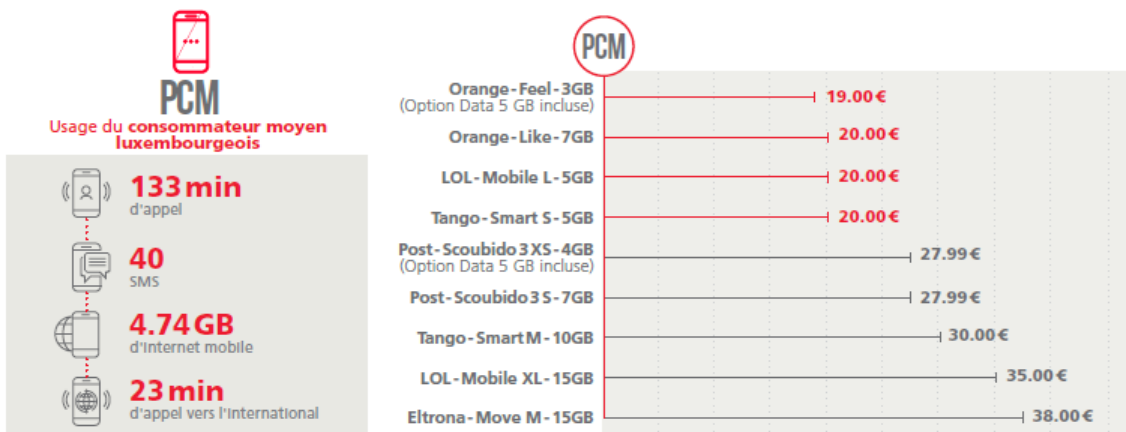 PCM
Usage du consommateur moyen
luxembourgeois
133 min
d'appel
40
SMS
4.74 GB
d'internet mobile
23 min
d'appel vers l'international
PCM
Orange - Feel - 3GB
(Option Data 5 GB incluse)
19.00 €
Orange - Like - 7GB
20.00 €
LOL - Mobile L - 5GB
20.00 €
Tango - Smart S - 5GB
20.00 €
Post - Scoubido 3 XS - 4GB
(Option Data 5 GB incluse)
27.99 €
Post - Scoubido 3 S - 7GB
27.99 €
Tango - Smart M - 10GB
30.00 €
LOL - Mobile XL - 15GB
35.00 €
Eltrona - Move M - 15GB
38.00 €